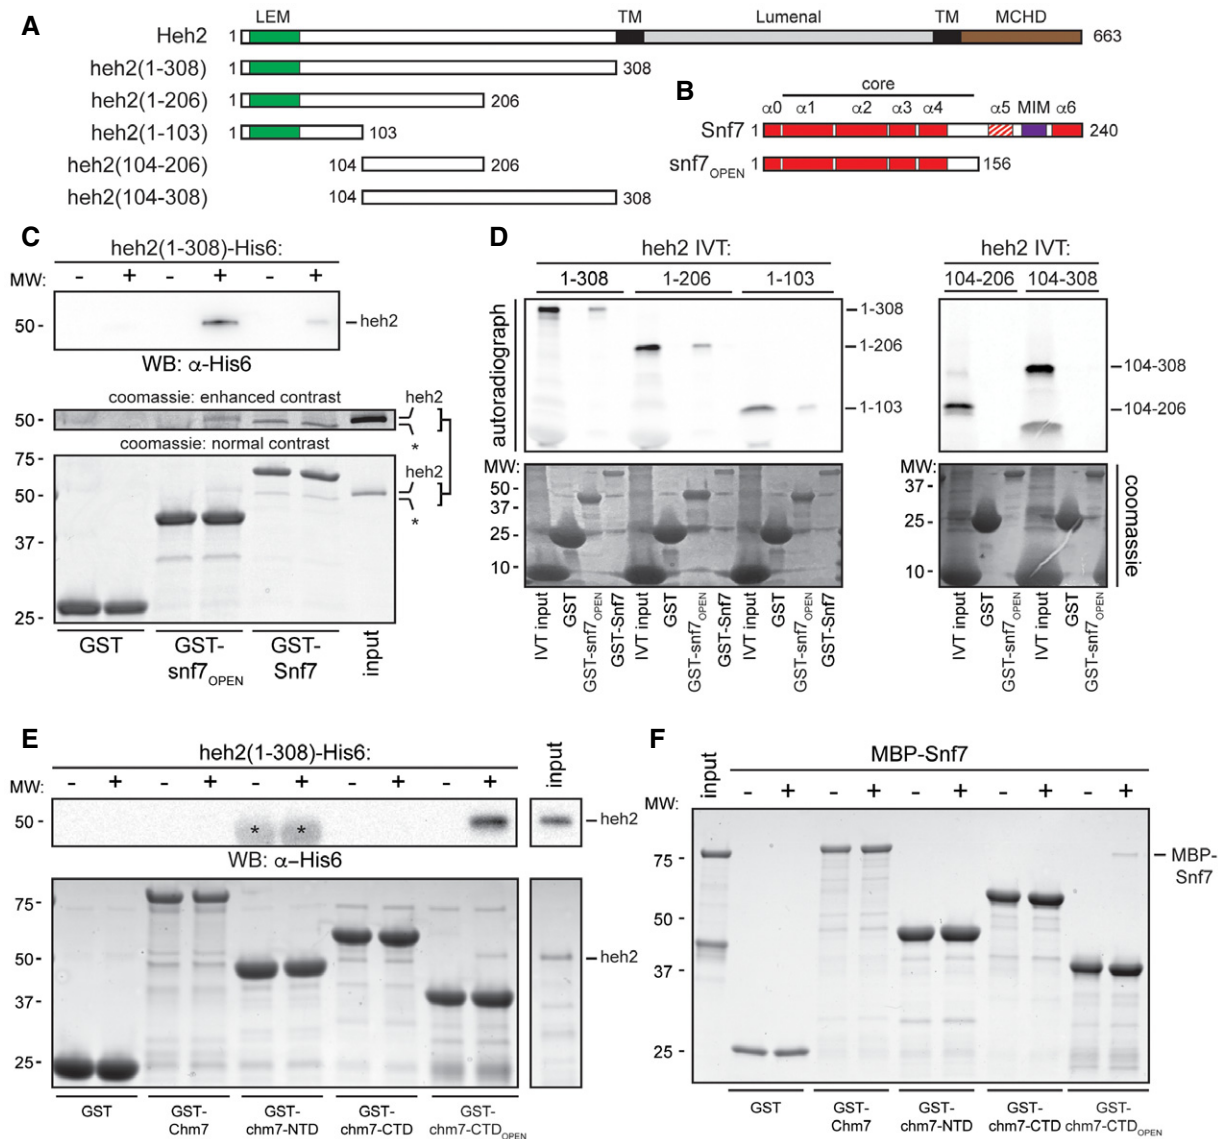 A
LEM TM Lumenal TM MCHD
Heh2 1 663
heh2(1-308) 1 308
heh2(1-206) 1 206
heh2(1-103) 1 103
heh2(104-206) 104 206
heh2(104-308) 104 308
B
core
α0 α1 α2 α3 α4 α5 MIM α6
Snf7 1 240
snf7OPEN 1 156
C
heh2(1-308)-His6:
MW: - + - + - +
50 - heh2
WB: α-His6
coomassie: enhanced contrast
50 - heh2
*
coomassie: normal contrast
75 -
50 - heh2
*
37 -
25 -
GST GST-snf7OPEN GST-Snf7 input
D
heh2 IVT:
1-308 1-206 1-103
autoradiograph
1-308
1-206
1-103
MW:
50 -
37 -
25 -
10 -
IVT input
GST
GST-snf7OPEN
GST-Snf7
IVT input
GST
GST-snf7OPEN
GST-Snf7
IVT input
GST
GST-snf7OPEN
GST-Snf7
heh2 IVT:
104-206 104-308
104-308
104-206
MW:
37 -
25 -
10 -
coomassie
IVT input
GST
GST-snf7OPEN
IVT input
GST
GST-snf7OPEN
E
heh2(1-308)-His6:
input
MW: - + - + - + - + - +
50 - * * heh2
WB: α–His6
75 -
50 - heh2
37 -
25 -
GST GST-Chm7 GST-chm7-NTD GST-chm7-CTD GST-chm7-CTDOPEN
F
MBP-Snf7
input
MW: - + - + - + - + - +
75 - MBP-Snf7
50 -
37 -
25 -
GST GST-Chm7 GST-chm7-NTD GST-chm7-CTD GST-chm7-CTDOPEN